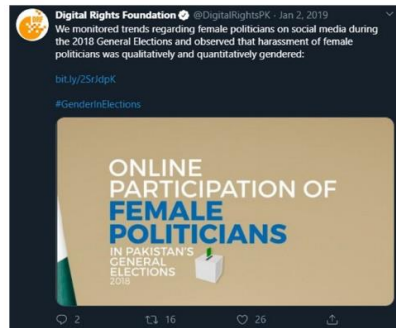 Digital Rights Foundation @DigitalRightsPK · Jan 2, 2019
We monitored trends regarding female politicians on social media during
the 2018 General Elections and observed that harassment of female
politicians was qualitatively and quantitatively gendered:
bit.ly/2SrJdpK
#GenderInElections
ONLINE
PARTICIPATION OF
FEMALE
POLITICIANS
IN PAKISTAN'S
GENERAL
ELECTIONS
2018
2 16 26